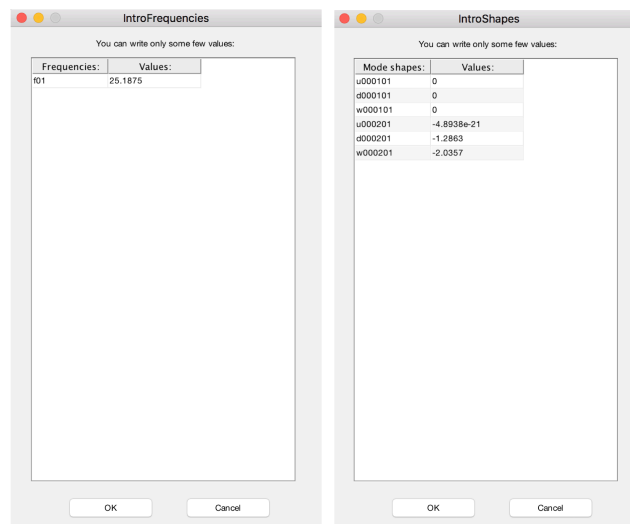 IntroFrequencies
You can write only some few values:
Frequencies: Values:
f01 25.1875
OK Cancel
IntroShapes
You can write only some few values:
Mode shapes: Values:
u000101 0
d000101 0
w000101 0
u000201 -4.8938e-21
d000201 -1.2863
w000201 -2.0357
OK Cancel